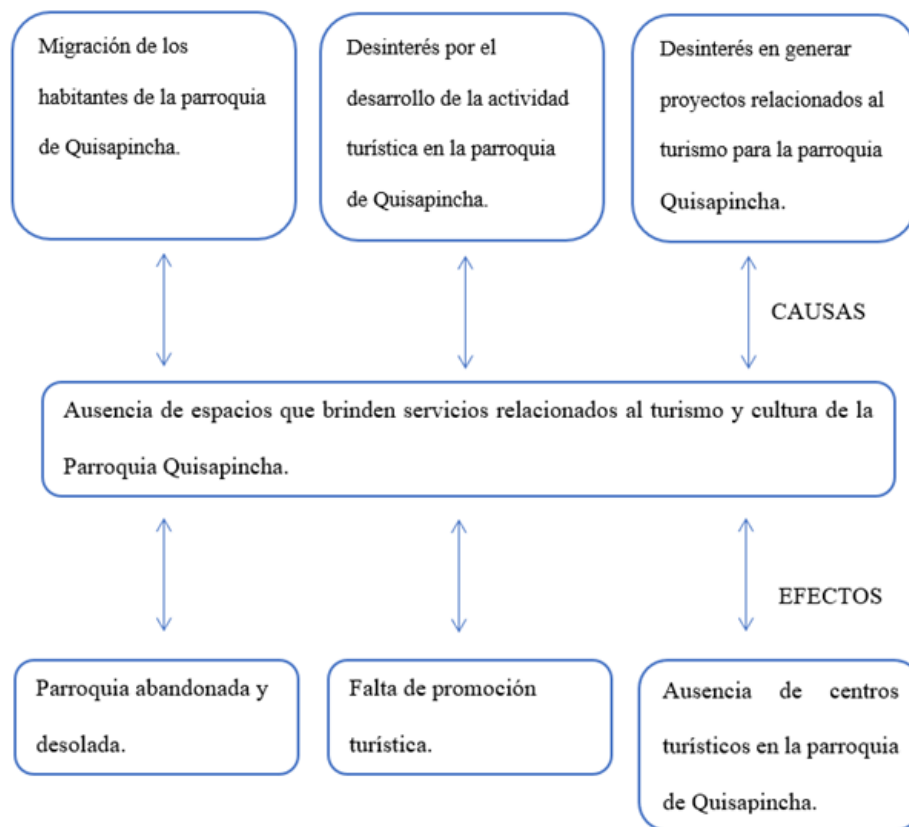 Migración de los
habitantes de la parroquia
de Quisapincha.
Desinterés por el
desarrollo de la actividad
turística en la parroquia
de Quisapincha.
Desinterés en generar
proyectos relacionados al
turismo para la parroquia
Quisapincha.
CAUSAS
Ausencia de espacios que brinden servicios relacionados al turismo y cultura de la
Parroquia Quisapincha.
EFECTOS
Parroquia abandonada y
desolada.
Falta de promoción
turística.
Ausencia de centros
turísticos en la parroquia
de Quisapincha.